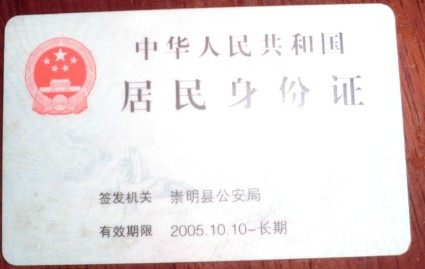 中华人民共和国
居民身份证
签发机关 崇明县公安局
有效期限 2005.10.10-长期